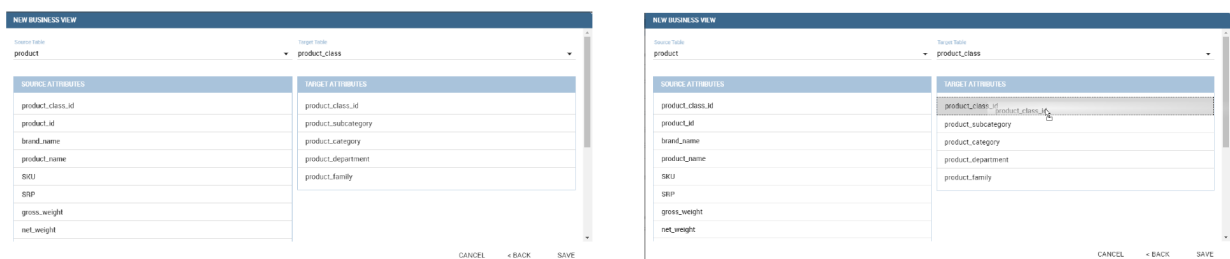 NEW BUSINESS VIEW
Source Table
product
Target Table
product_class
SOURCE ATTRIBUTES
product_class_id
product_id
brand_name
product_name
SKU
SRP
gross_weight
net_weight
TARGET ATTRIBUTES
product_class_id
product_subcategory
product_category
product_department
product_family
CANCEL
< BACK
SAVE
NEW BUSINESS VIEW
Source Table
product
Target Table
product_class
SOURCE ATTRIBUTES
product_class_id
product_id
brand_name
product_name
SKU
SRP
gross_weight
net_weight
TARGET ATTRIBUTES
product_class_id
product_class_id
product_subcategory
product_category
product_department
product_family
CANCEL
< BACK
SAVE